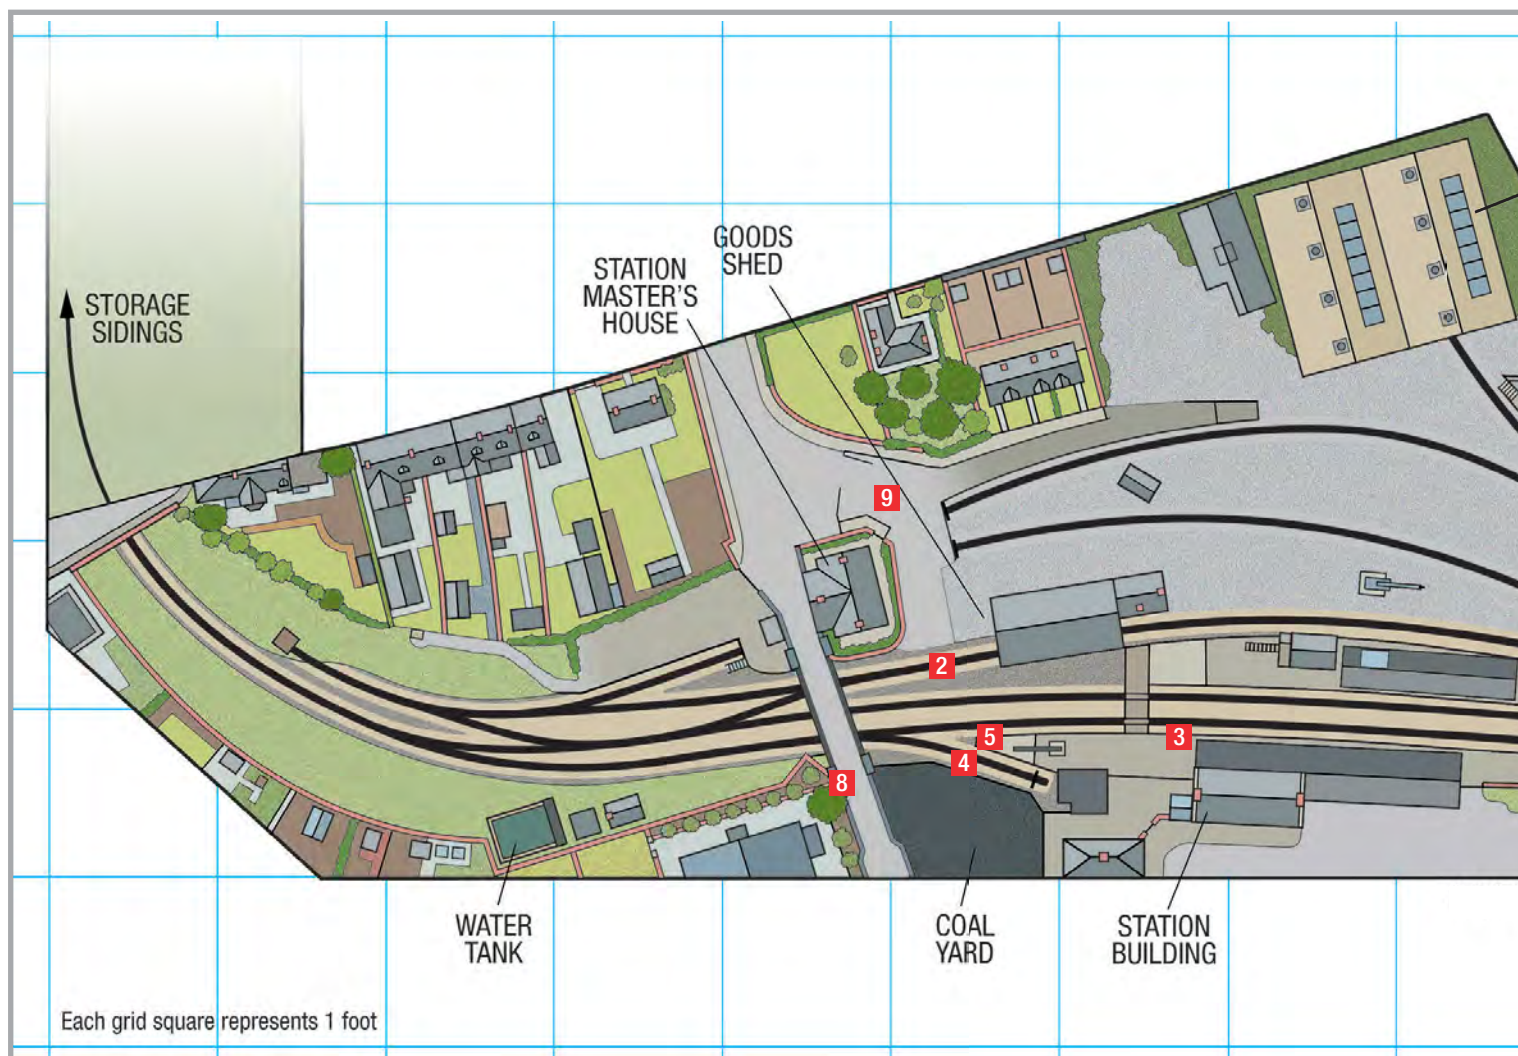 GOODS
SHED
STATION
MASTER'S
HOUSE
STORAGE
SIDINGS
9
2
5
3
4
8
WATER
TANK
COAL
YARD
STATION
BUILDING
Each grid square represents 1 foot